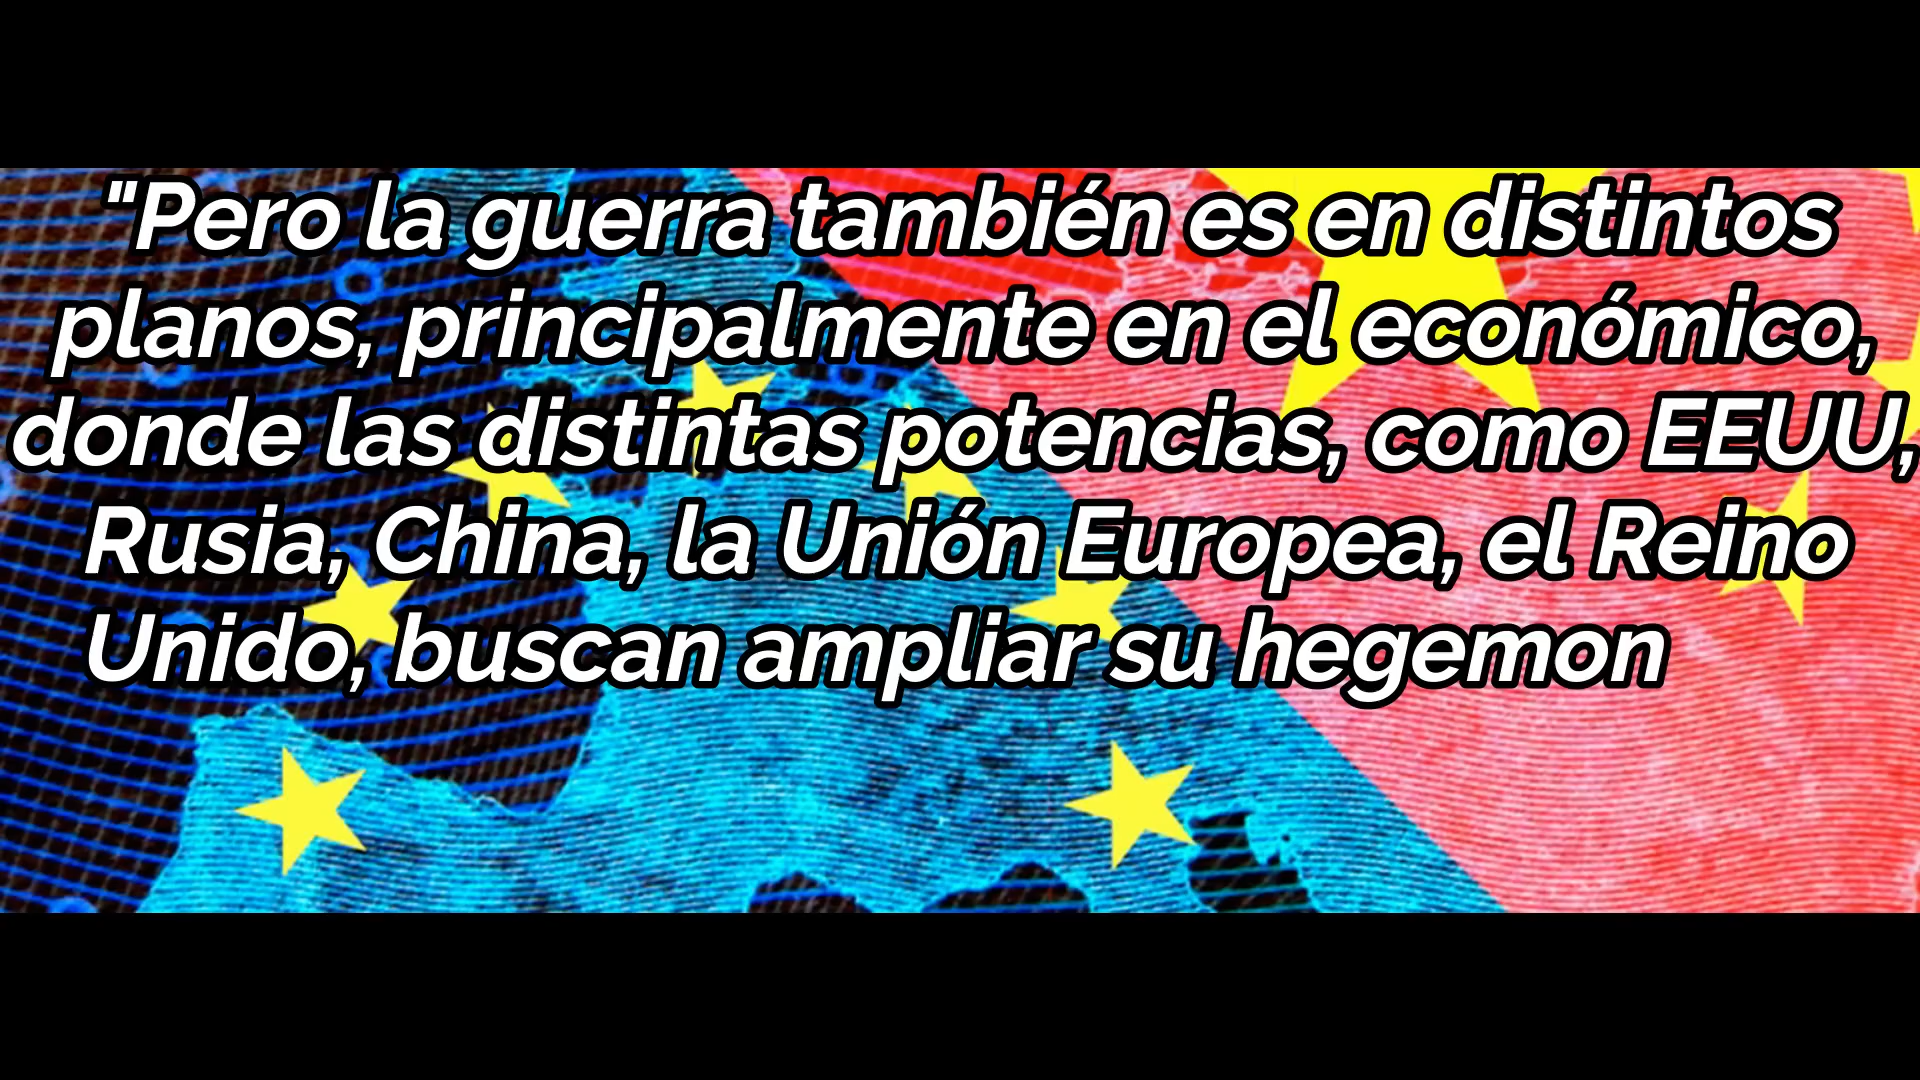 "Pero la guerra también es en distintos
planos, principalmente en el económico,
donde las distintas potencias, como EEUU,
Rusia, China, la Unión Europea, el Reino
Unido, buscan ampliar su hegemon